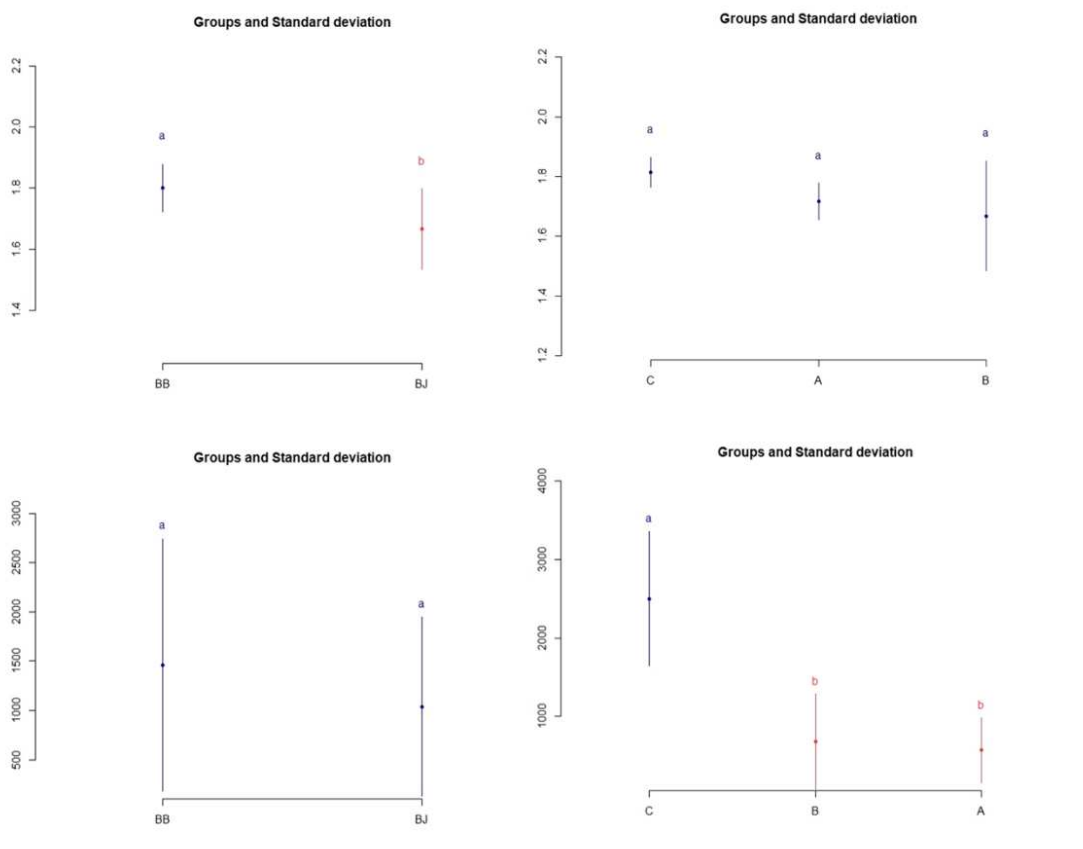 Groups and Standard deviation
2.2
2.0
1.8
1.6
1.4
a
b
BB
BJ
Groups and Standard deviation
2.2
2.0
1.8
1.6
1.4
1.2
a
a
a
C
A
B
Groups and Standard deviation
3000
2500
2000
1500
1000
500
a
a
BB
BJ
Groups and Standard deviation
4000
3000
2000
1000
a
b
b
C
B
A